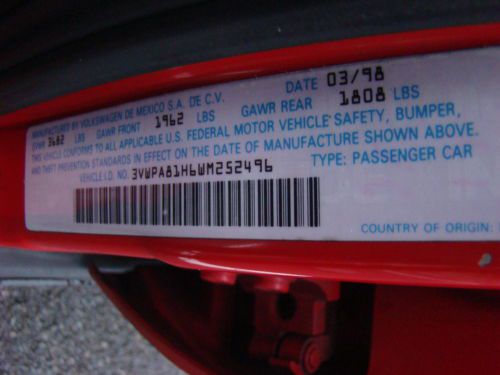 MANUFACTURED BY VOLKSWAGEN DE MEXICO S.A. DE C.V. DATE 03/98
GVWR 3682 LBS GAWR FRONT 1962 LBS GAWR REAR 1808 LBS
THIS VEHICLE CONFORMS TO ALL APPLICABLE U.S. FEDERAL MOTOR VEHICLE SAFETY, BUMPER,
AND THEFT PREVENTION STANDARDS IN EFFECT ON THE DATE OF MANUFACTURE SHOWN ABOVE.
VEHICLE I.D. NO. 3VWPA81H6WM252496 TYPE: PASSENGER CAR
COUNTRY OF ORIGIN: